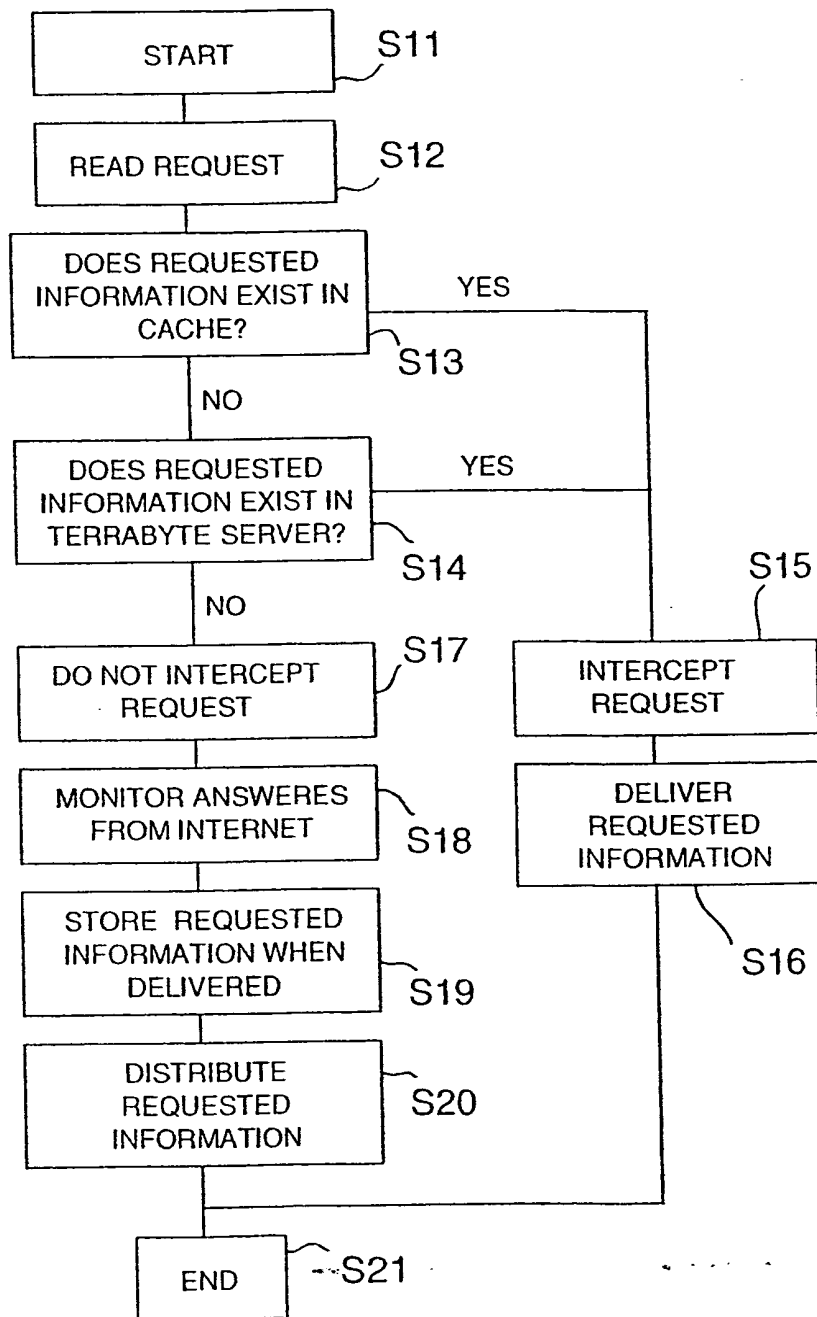 START
S11
READ REQUEST
S12
DOES REQUESTED
INFORMATION EXIST IN
CACHE?
YES
S13
NO
DOES REQUESTED
INFORMATION EXIST IN
TERRABYTE SERVER?
YES
S14
NO
S15
S17
DO NOT INTERCEPT
REQUEST
INTERCEPT
REQUEST
MONITOR ANSWERES
FROM INTERNET
S18
DELIVER
REQUESTED
INFORMATION
S16
STORE REQUESTED
INFORMATION WHEN
DELIVERED
S19
DISTRIBUTE
REQUESTED
INFORMATION
S20
END
S21